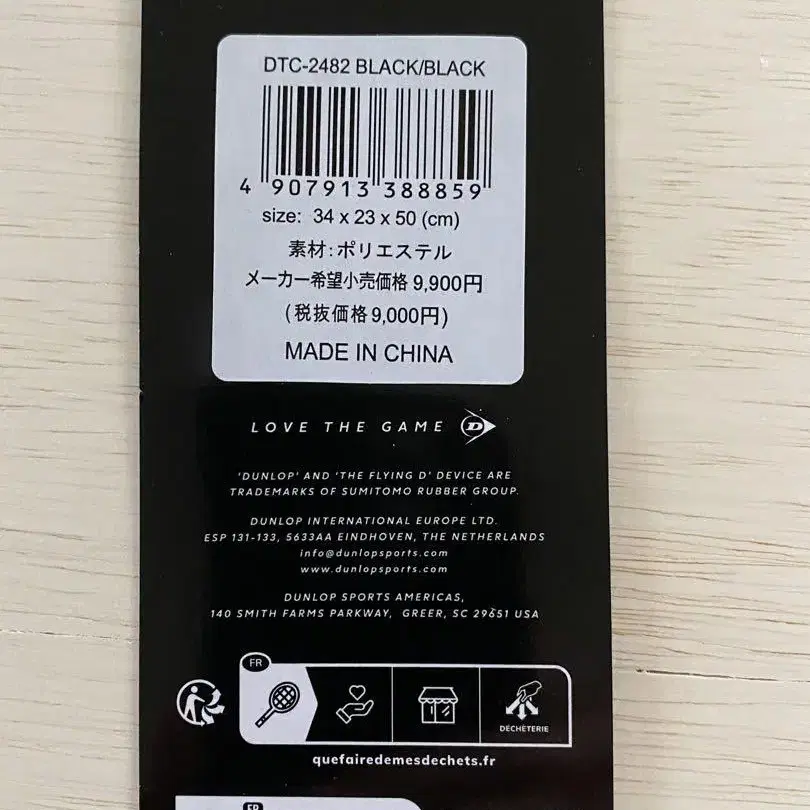 DTC-2482 BLACK/BLACK
4 907913 388859
size: 34 x 23 x 50 (cm)
素材:ポリエステル
メーカー希望小売価格 9,900円
(税抜価格9,000円)
MADE IN CHINA
LOVE THE GAME D
'DUNLOP' AND 'THE FLYING D' DEVICE ARE
TRADEMARKS OF SUMITOMO RUBBER GROUP.
DUNLOP INTERNATIONAL EUROPE LTD.
ESP 131-133, 5633AA EINDHOVEN, THE NETHERLANDS
info@dunlopsports.com
www.dunlopsports.com
DUNLOP SPORTS AMERICAS,
140 SMITH FARMS PARKWAY, GREER, SC 29651 USA
FR
DÉCHÈTERIE
quefairedemesdechets.fr
FR